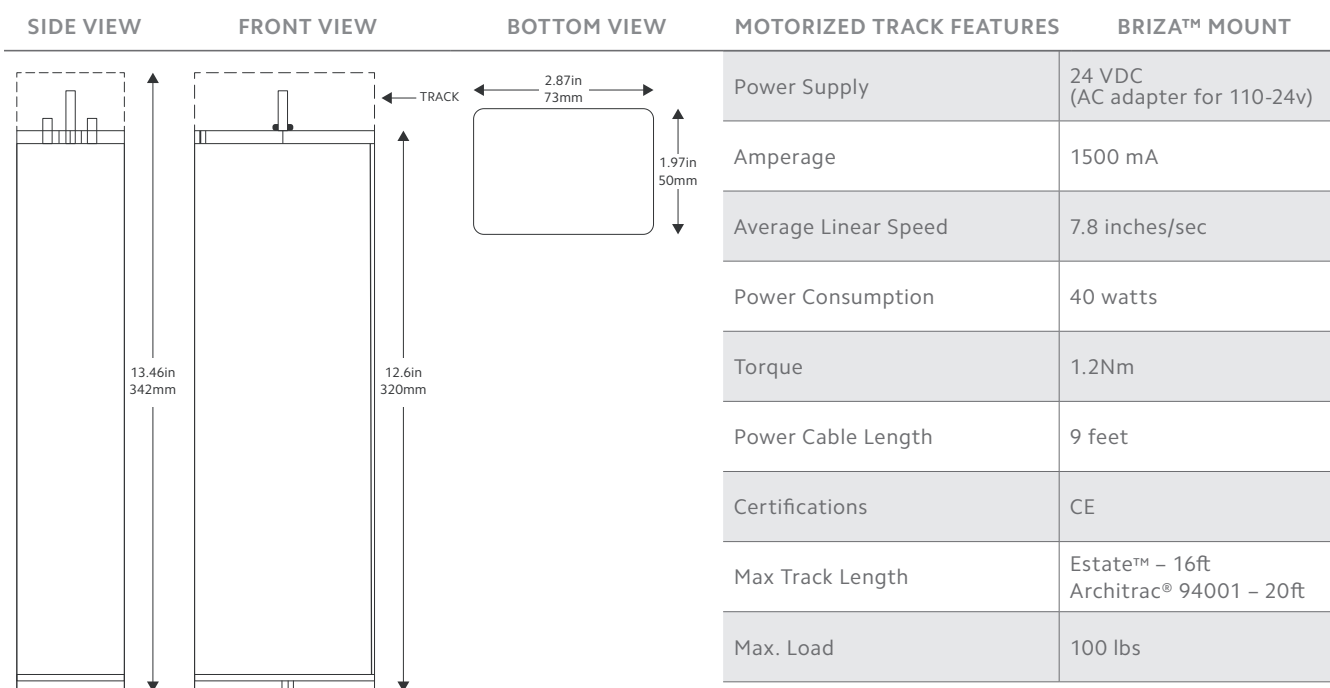 SIDE VIEW
FRONT VIEW
BOTTOM VIEW
MOTORIZED TRACK FEATURES
BRIZA™ MOUNT
TRACK
13.46in
342mm
12.6in
320mm
2.87in
73mm
1.97in
50mm
Power Supply
24 VDC
(AC adapter for 110-24v)
Amperage
1500 mA
Average Linear Speed
7.8 inches/sec
Power Consumption
40 watts
Torque
1.2Nm
Power Cable Length
9 feet
Certifications
CE
Max Track Length
Estate™ – 16ft
Architrac® 94001 – 20ft
Max. Load
100 lbs